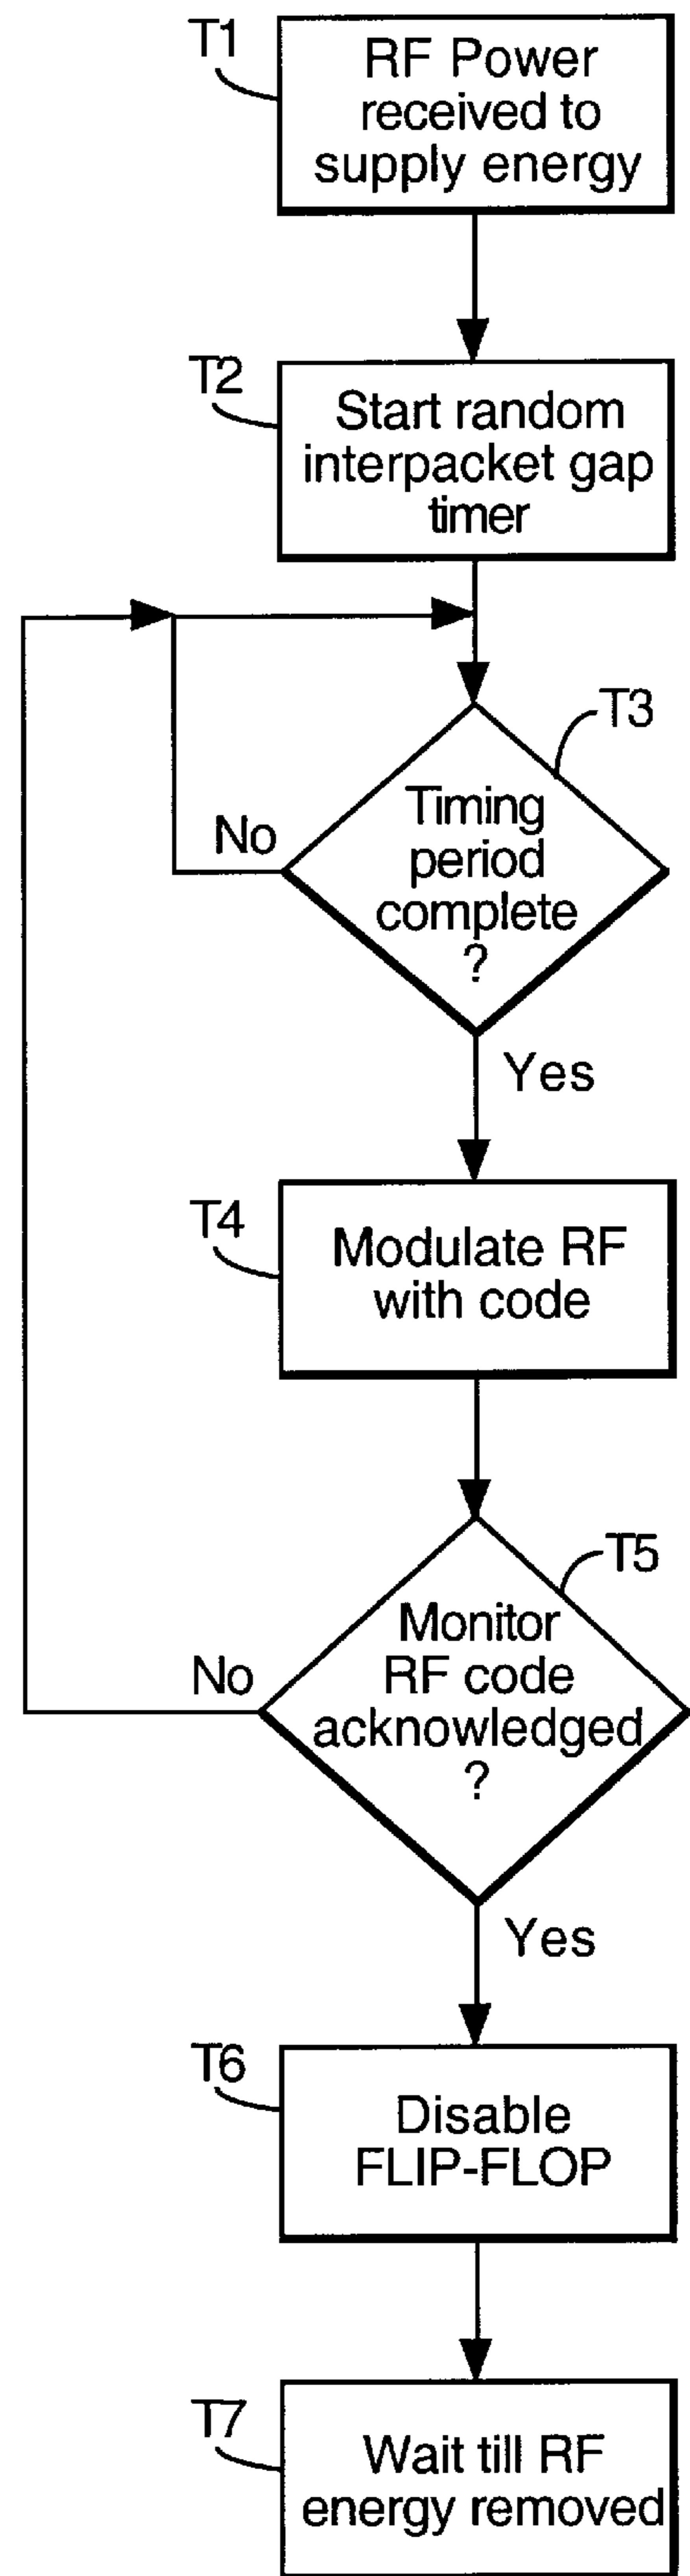 T1
RF Power
received to
supply energy
T2
Start random
interpacket gap
timer
T3
Timing
period
complete
?
No
Yes
T4
Modulate RF
with code
T5
Monitor
RF code
acknowledged
?
No
Yes
T6
Disable
FLIP-FLOP
T7
Wait till RF
energy removed